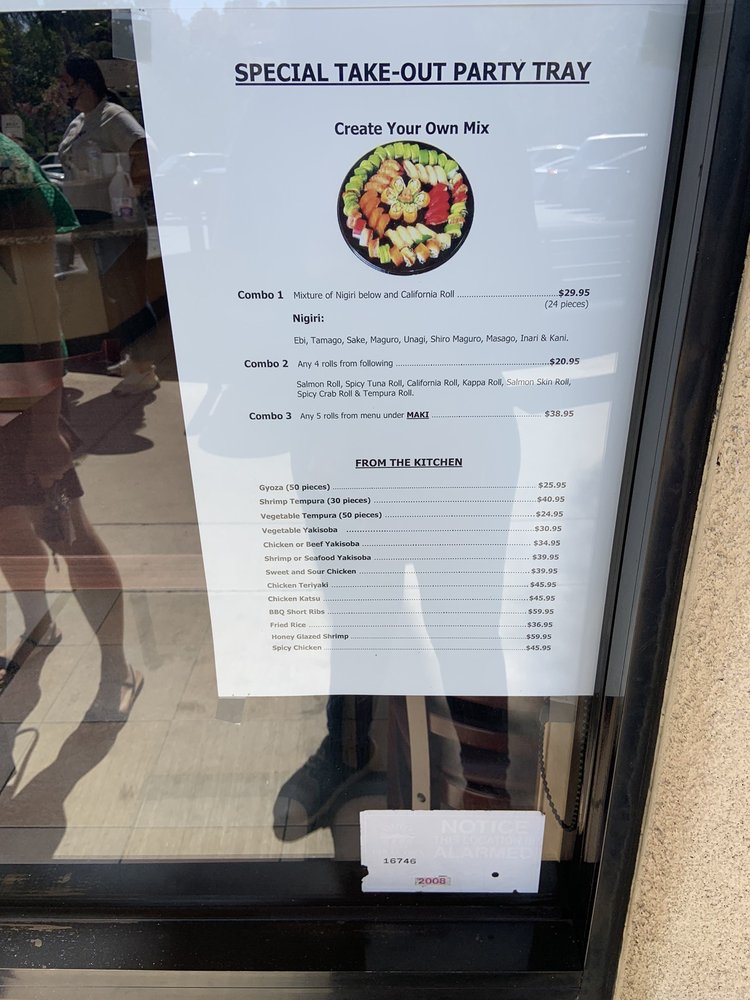 SPECIAL TAKE-OUT PARTY TRAY
Create Your Own Mix
Combo 1 Mixture of Nigiri below and California Roll ........................................$29.95
(24 pieces)
Nigiri:
Ebi, Tamago, Sake, Maguro, Unagi, Shiro Maguro, Masago, Inari & Kani.
Combo 2 Any 4 rolls from following ........................................$20.95
Salmon Roll, Spicy Tuna Roll, California Roll, Kappa Roll, Salmon Skin Roll,
Spicy Crab Roll & Tempura Roll.
Combo 3 Any 5 rolls from menu under MAKI ........................................ $38.95
FROM THE KITCHEN
Gyoza (50 pieces) ........................................$25.95
Shrimp Tempura (30 pieces) ........................................$40.95
Vegetable Tempura (50 pieces) ........................................$24.95
Vegetable Yakisoba ........................................$30.95
Chicken or Beef Yakisoba ........................................$34.95
Shrimp or Seafood Yakisoba ........................................$39.95
Sweet and Sour Chicken ........................................$39.95
Chicken Teriyaki ........................................$45.95
Chicken Katsu ........................................$45.95
BBQ Short Ribs ........................................$59.95
Fried Rice ........................................$36.95
Honey Glazed Shrimp ........................................$59.95
Spicy Chicken ........................................$45.95
NOTICE
THIS LOCATION IS
ALARMED
16746
2008